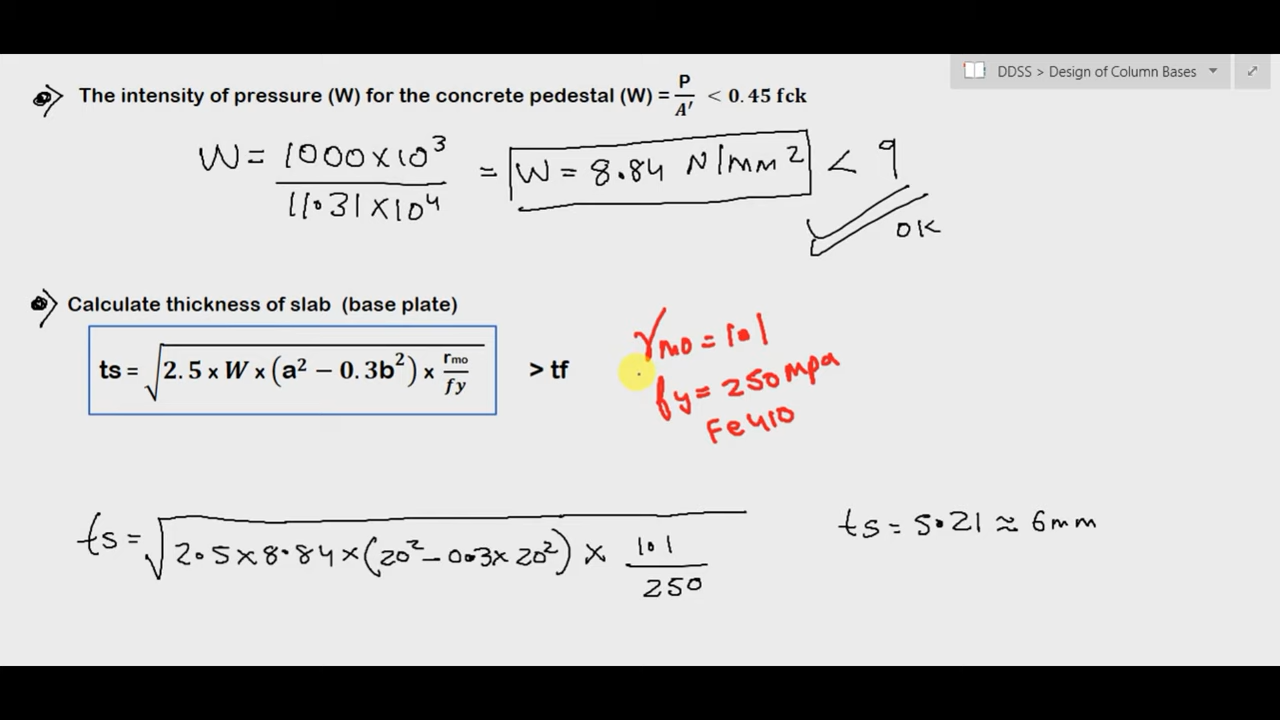 DDSS > Design of Column Bases
The intensity of pressure (W) for the concrete pedestal (W) = P/A' < 0.45 fck
W = 1000×10³ / 11.31×10⁴ = W = 8.84 N/mm² < 9
OK
Calculate thickness of slab (base plate)
ts = √(2.5 x W x (a² − 0.3b²) x rmo/fy) > tf
γmo = 1.1
fy = 250 mpa
Fe410
ts = √(2.5×8.84×(20²−0.3×20²) × 1.1/250)
ts = 5.21 ≈ 6mm